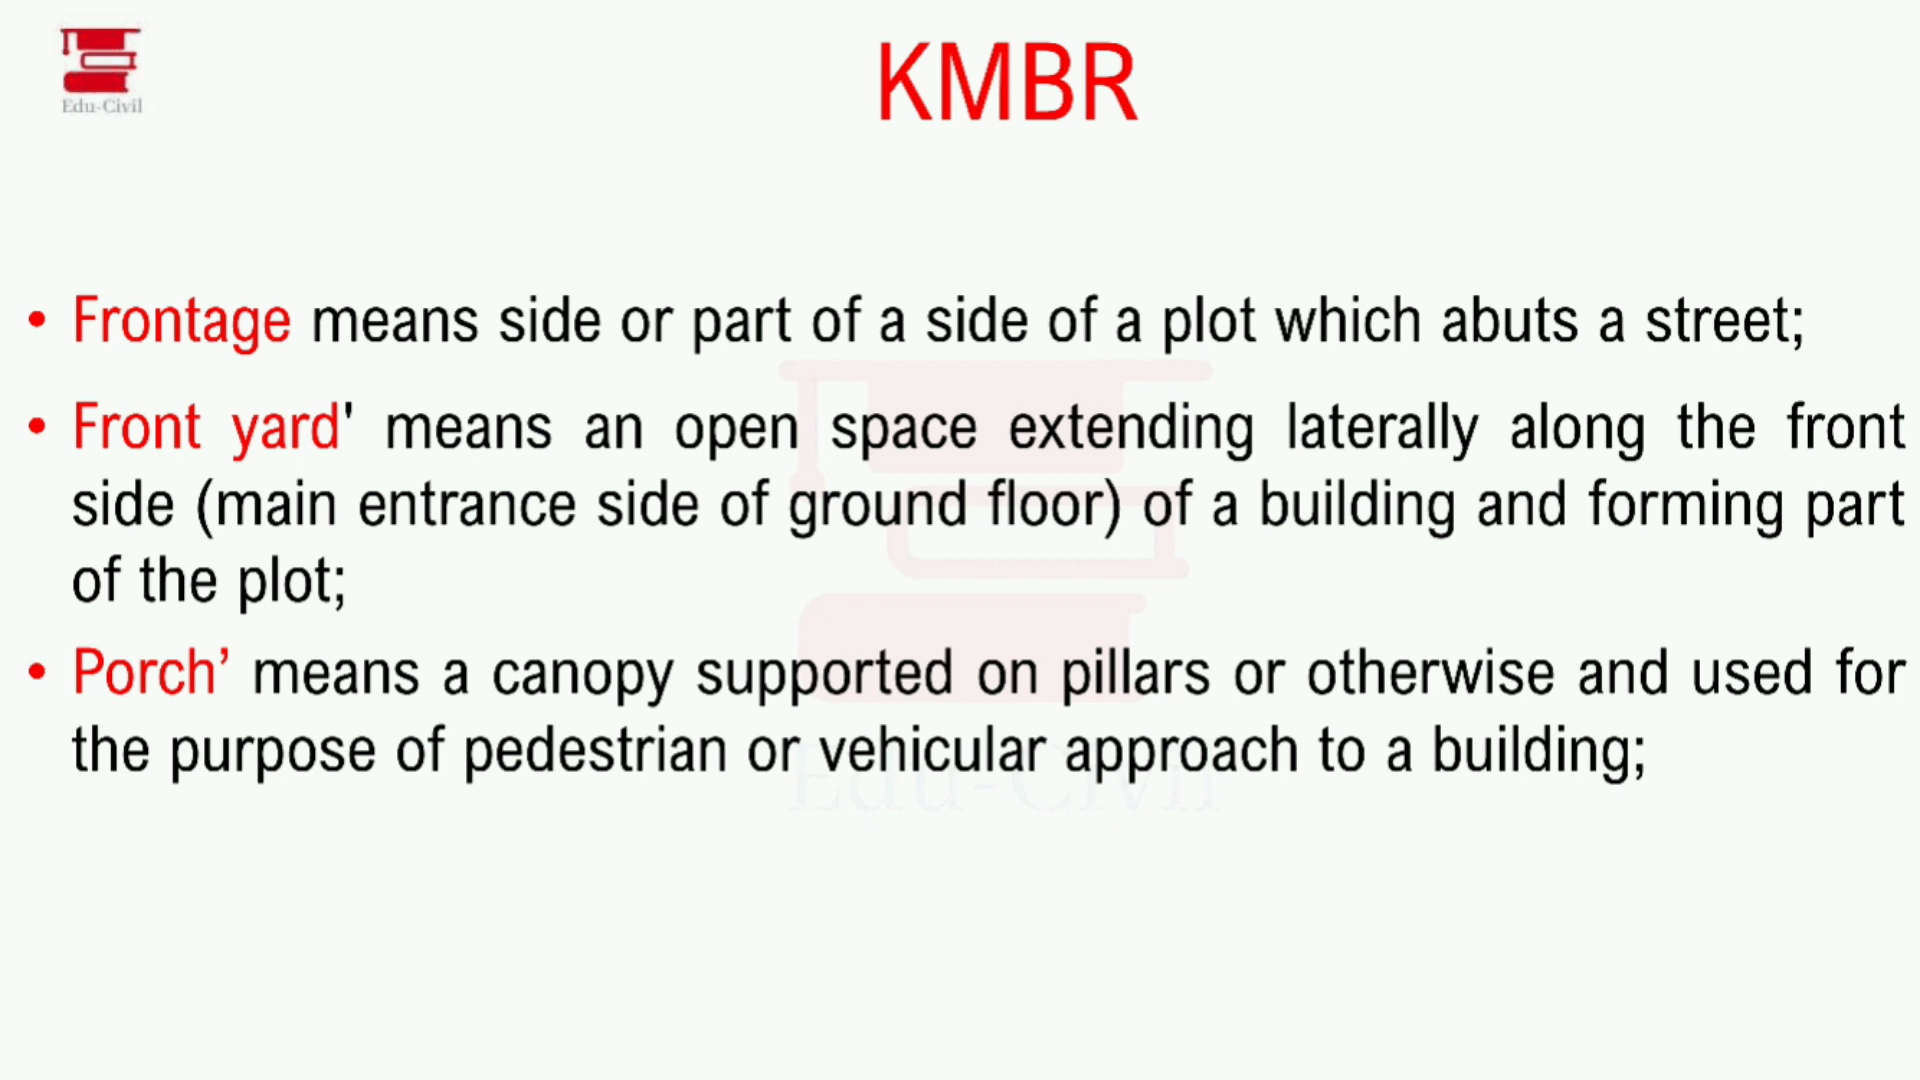 Edu-Civil
KMBR
• Frontage means side or part of a side of a plot which abuts a street;
• Front yard' means an open space extending laterally along the front
side (main entrance side of ground floor) of a building and forming part
of the plot;
• Porch’ means a canopy supported on pillars or otherwise and used for
the purpose of pedestrian or vehicular approach to a building;
Edu-Civil